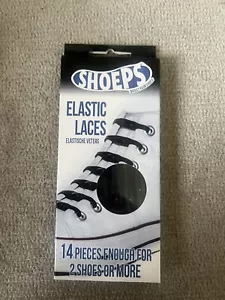 SHOEPS
ELASTIC
LACES
ELASTISCHE VETERS
14 PIECES ENOUGH FOR
2 SHOES OR MORE